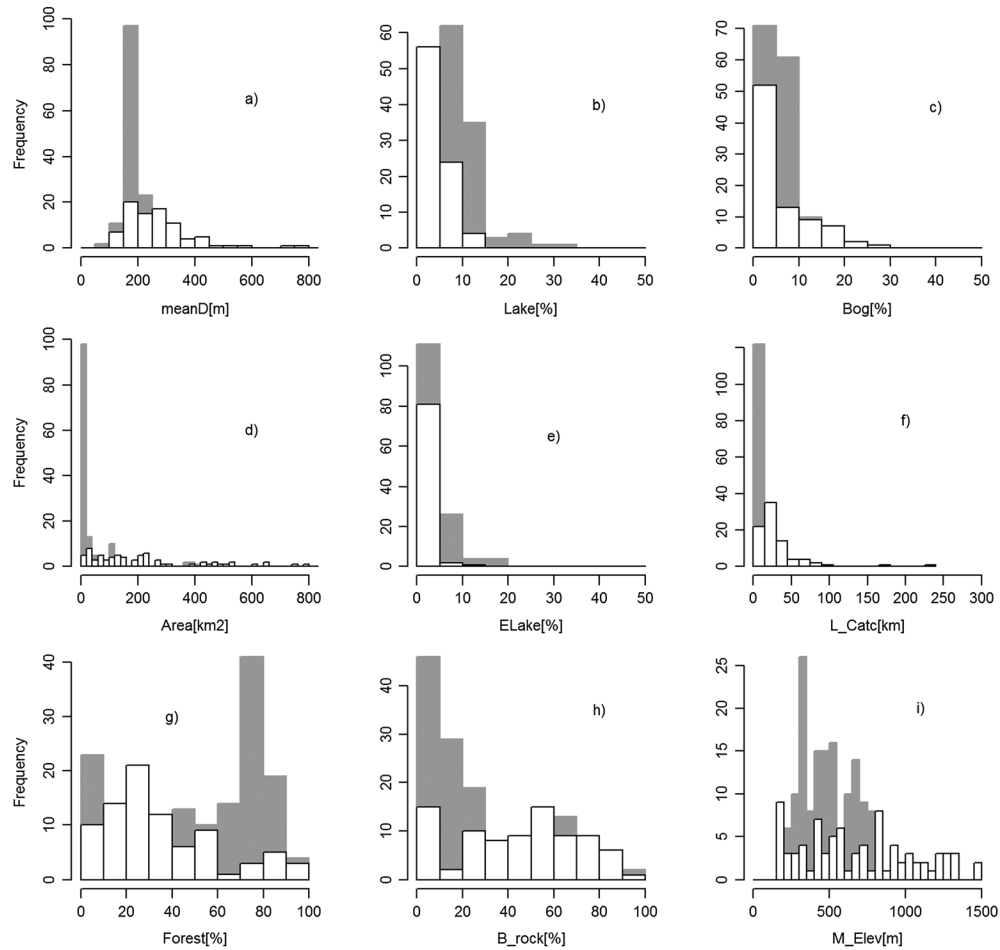 a)
Frequency
0 20 40 60 80 100
0 200 400 600 800
meanD[m]
b)
0 10 20 30 40 50 60
0 10 20 30 40 50
Lake[%]
c)
0 10 20 30 40 50 60 70
0 10 20 30 40 50
Bog[%]
d)
Frequency
0 20 40 60 80 100
0 200 400 600 800
Area[km2]
e)
0 20 40 60 80 100
0 10 20 30 40 50
ELake[%]
f)
0 20 40 60 80 100
0 50 100 150 200 250 300
L_Catc[km]
g)
Frequency
0 10 20 30 40
0 20 40 60 80 100
Forest[%]
h)
0 10 20 30 40
0 20 40 60 80 100
B_rock[%]
i)
0 5 10 15 20 25
0 500 1000 1500
M_Elev[m]